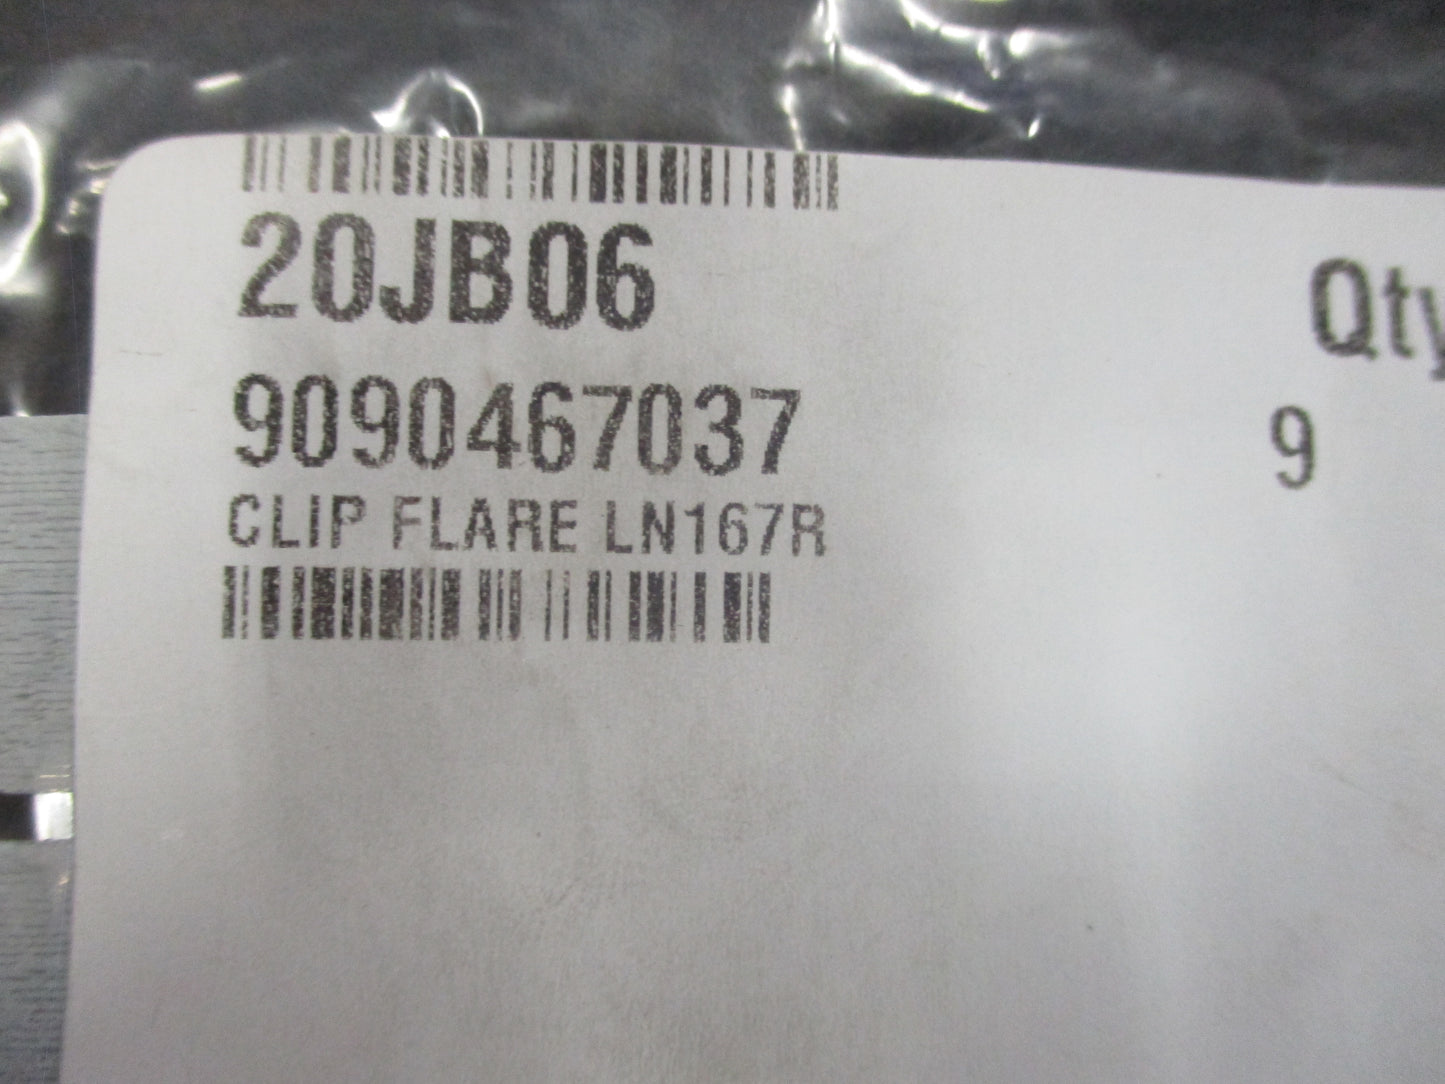 20JB06
Qty
9090467037
9
CLIP FLARE LN167R